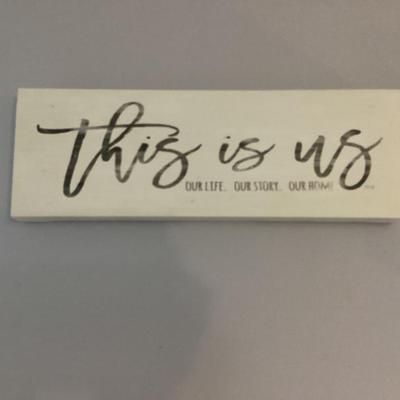 this is us
OUR LIFE. OUR STORY. OUR HOME